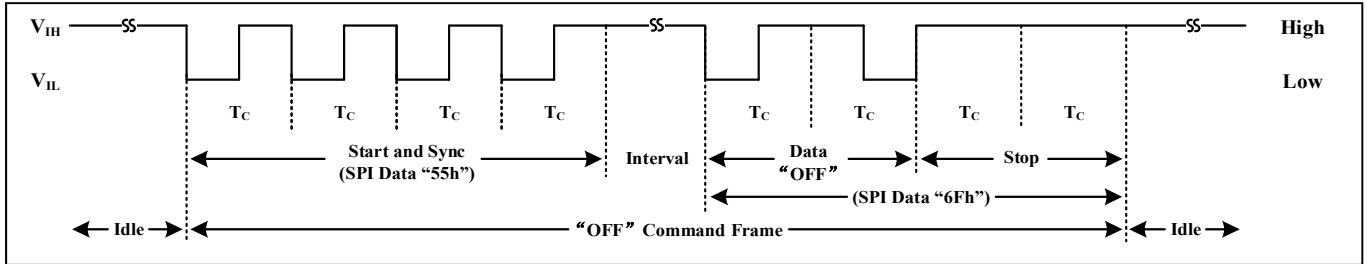 V_IH High
V_IL Low
T_C T_C T_C T_C T_C T_C T_C T_C
Start and Sync
(SPI Data “55h”)
Interval
Data
“OFF”
Stop
(SPI Data “6Fh”)
Idle
“OFF” Command Frame
Idle